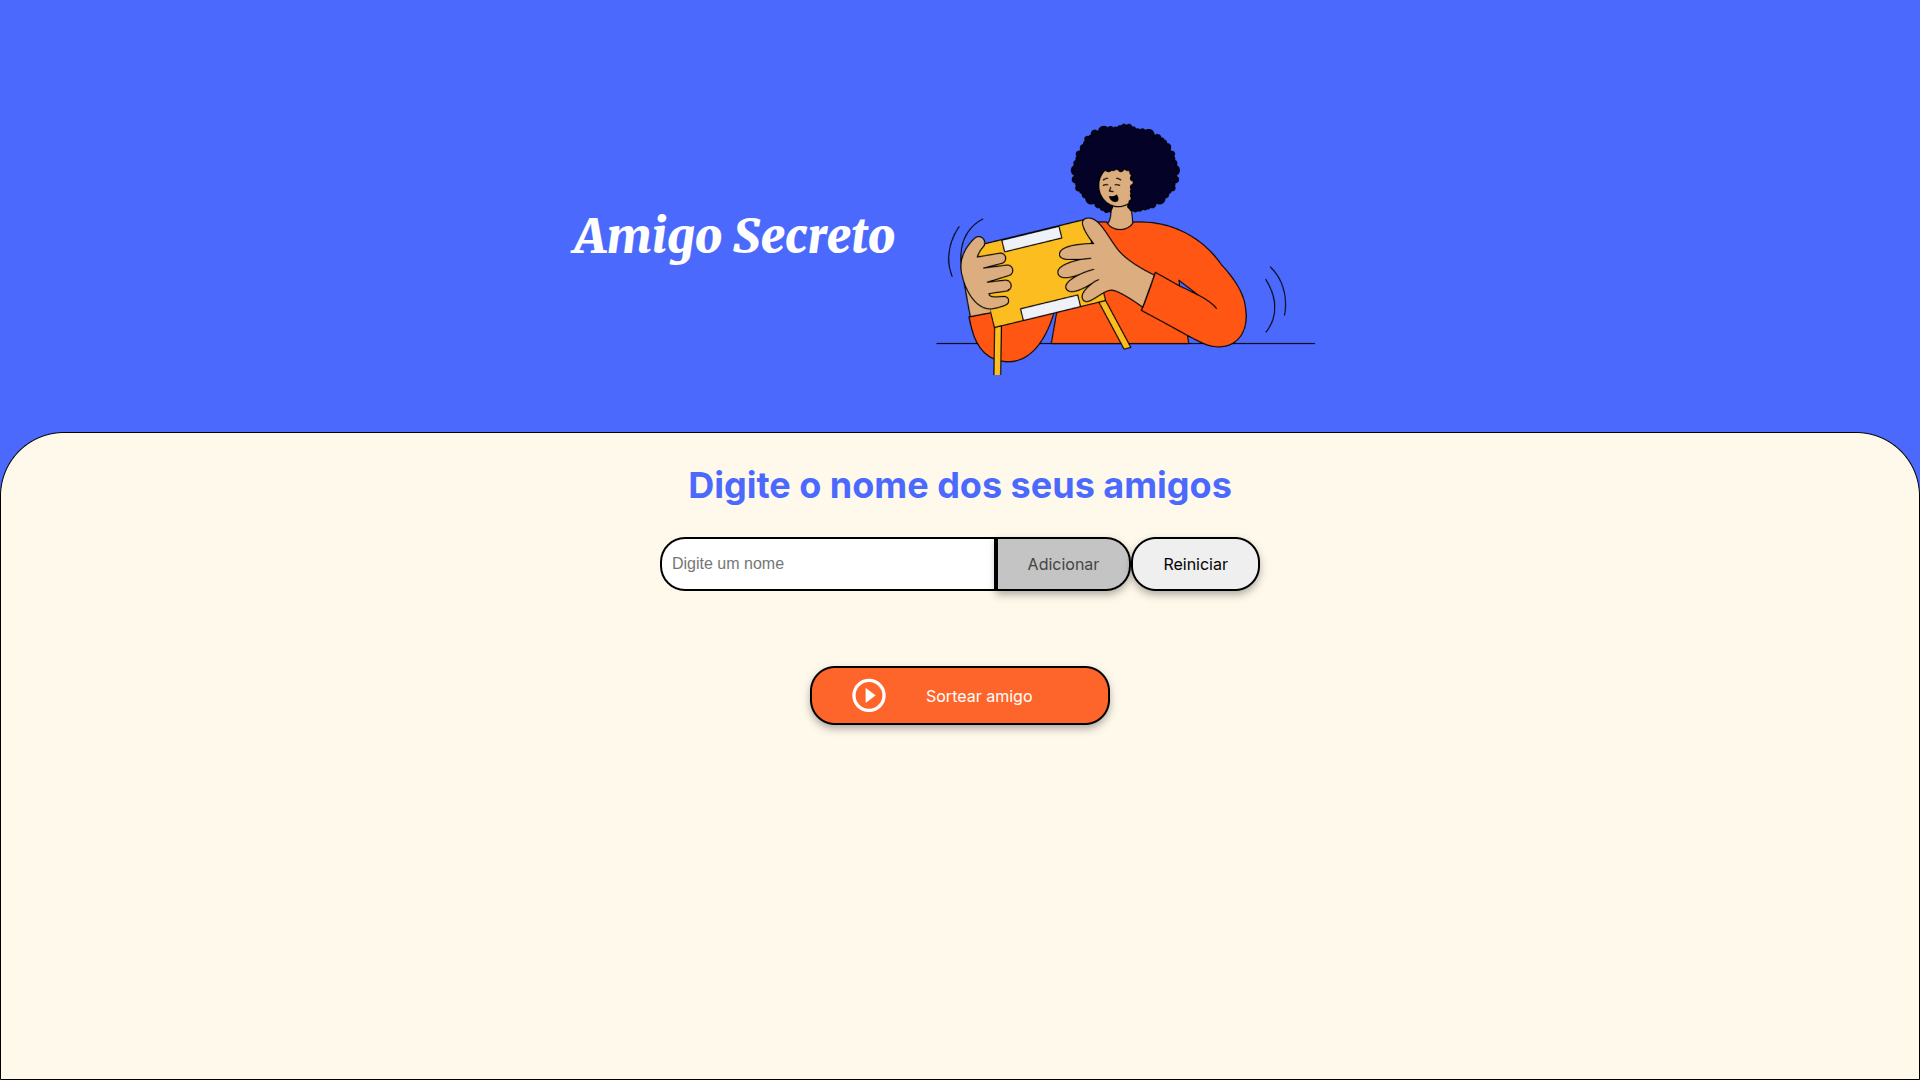 Amigo Secreto
Digite o nome dos seus amigos
Digite um nome
Adicionar
Reiniciar
Sortear amigo